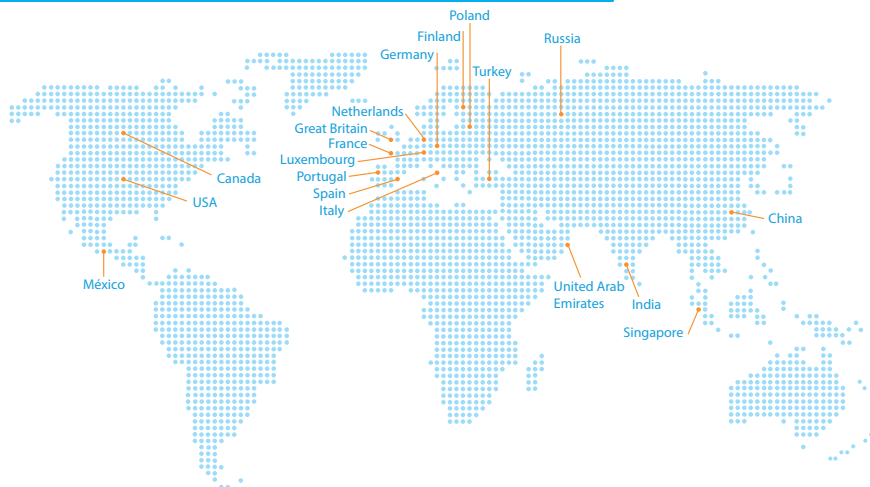 Poland
Finland
Russia
Germany
Turkey
Netherlands
Great Britain
France
Luxembourg
Portugal
Spain
Italy
Canada
USA
China
México
United Arab
Emirates
India
Singapore